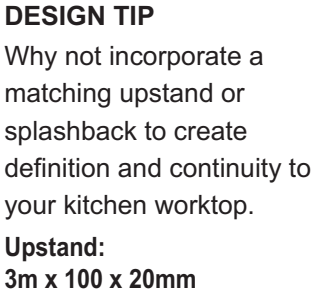 DESIGN TIP
Why not incorporate a
matching upstand or
splashback to create
definition and continuity to
your kitchen worktop.
Upstand:
3m x 100 x 20mm